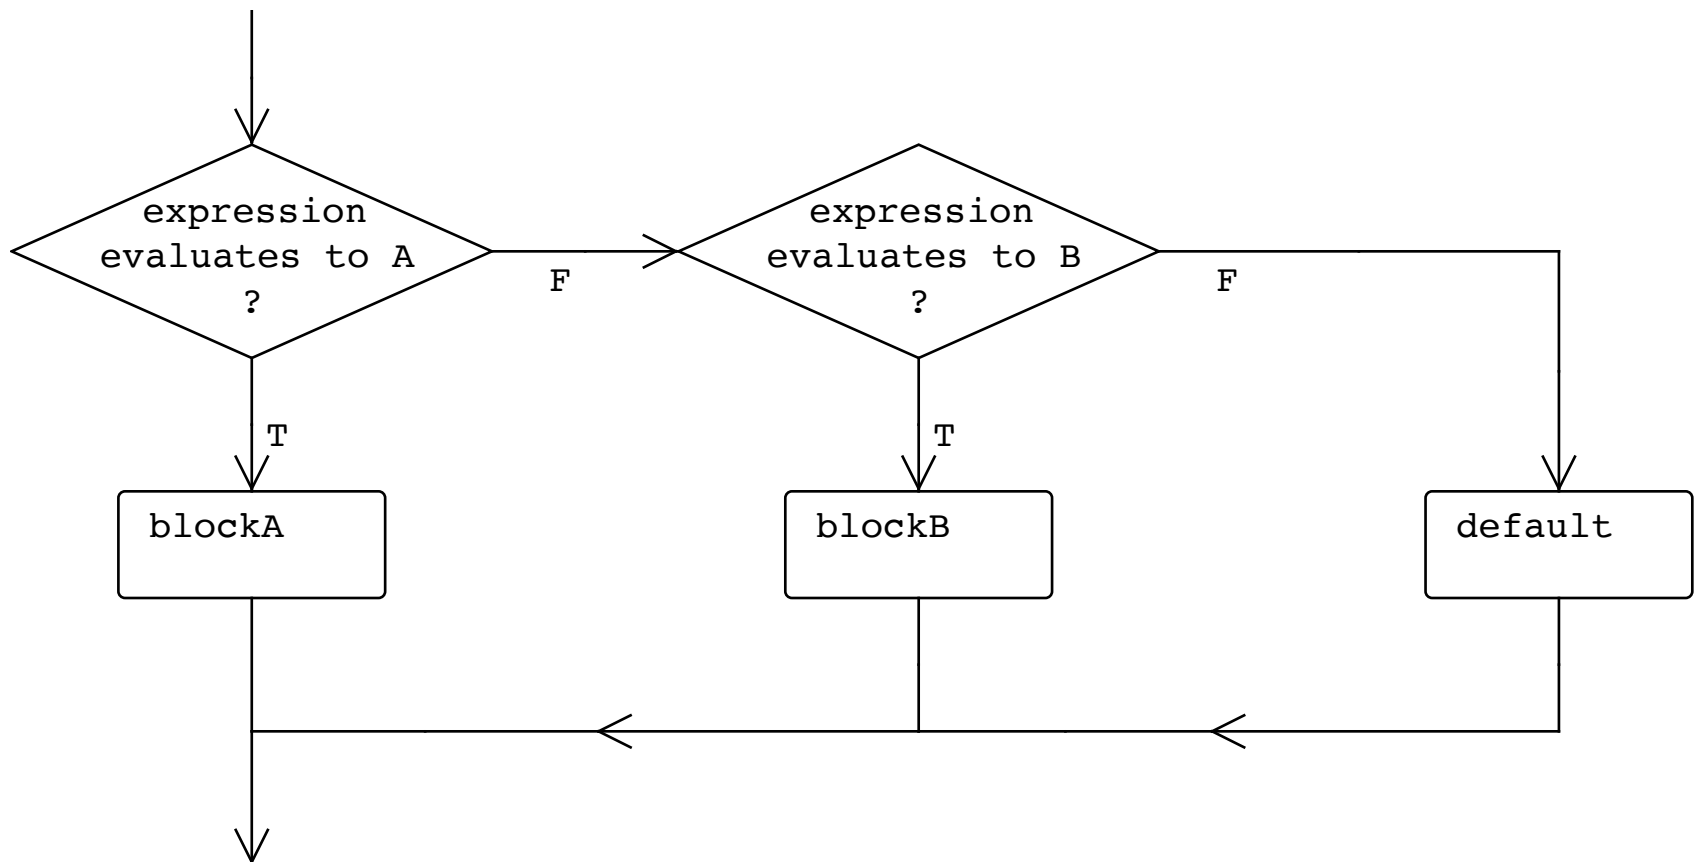 expression
evaluates to A
?
F
expression
evaluates to B
?
F
T
T
blockA
blockB
default